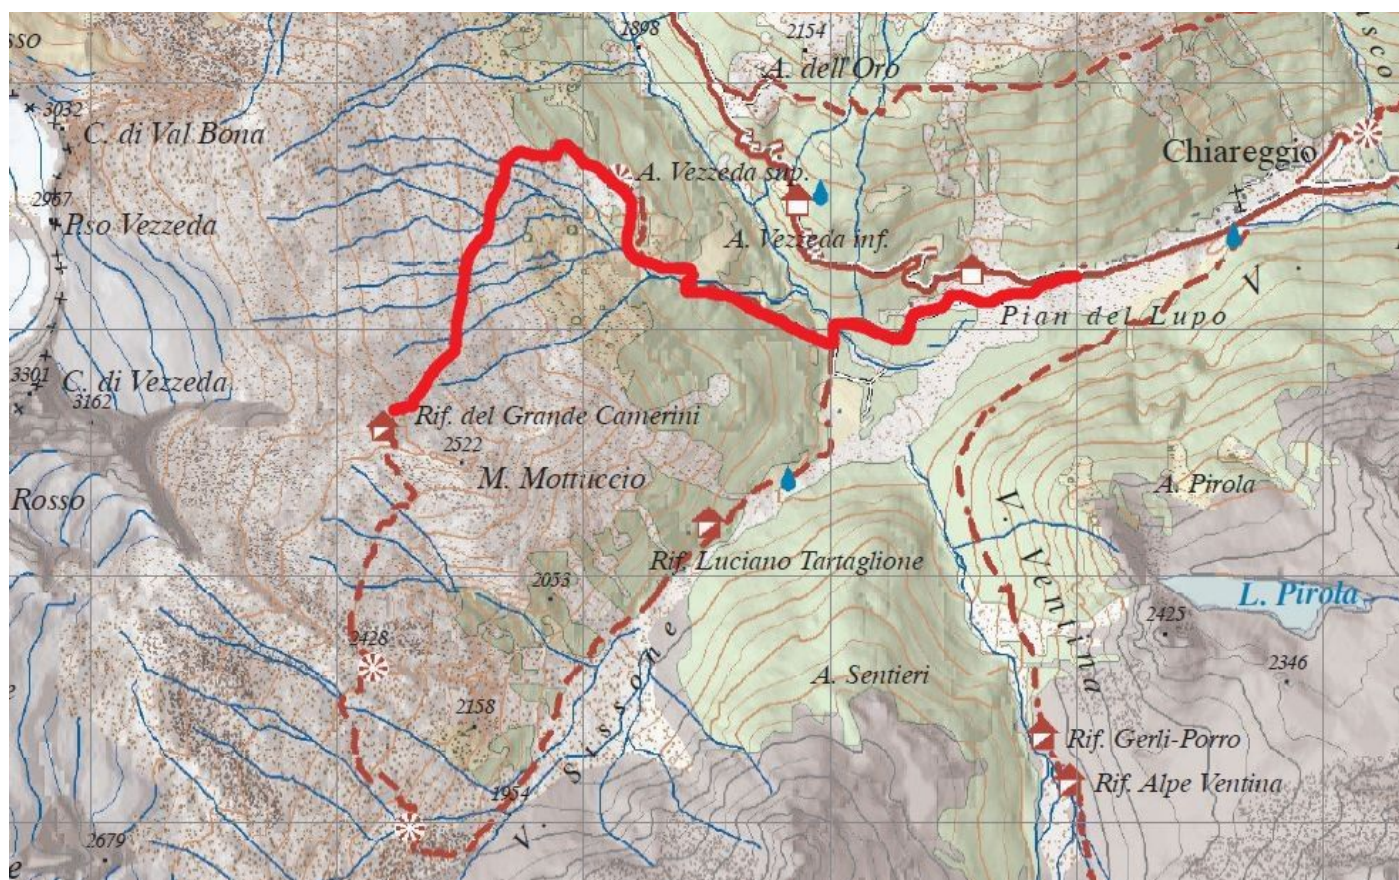 sso
1898
2154
A. dell'Oro
usco
3032
C. di Val Bona
Chiareggio
A. Vezzeda sup.
2967
P.so Vezzeda
A. Vezzeda inf.
V.
Pian del Lupo
3301
C. di Vezzeda
3162
Rif. del Grande Camerini
2522
M. Mottuccio
A. Pirola
Rosso
Rif. Luciano Tartaglione
2053
V. Ventina
L. Pirola
2425
2428
2346
A. Sentieri
2158
V. Sissone
Rif. Gerli-Porro
Rif. Alpe Ventina
1954
2679
e
e